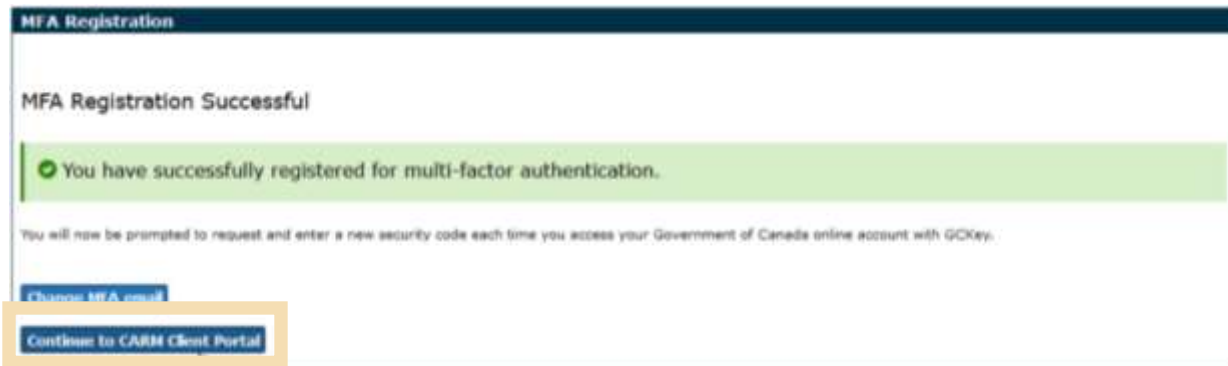 MFA Registration
MFA Registration Successful
You have successfully registered for multi-factor authentication.
You will now be prompted to request and enter a new security code each time you access your Government of Canada online account with GCKey.
Change MFA email
Continue to CARM Client Portal